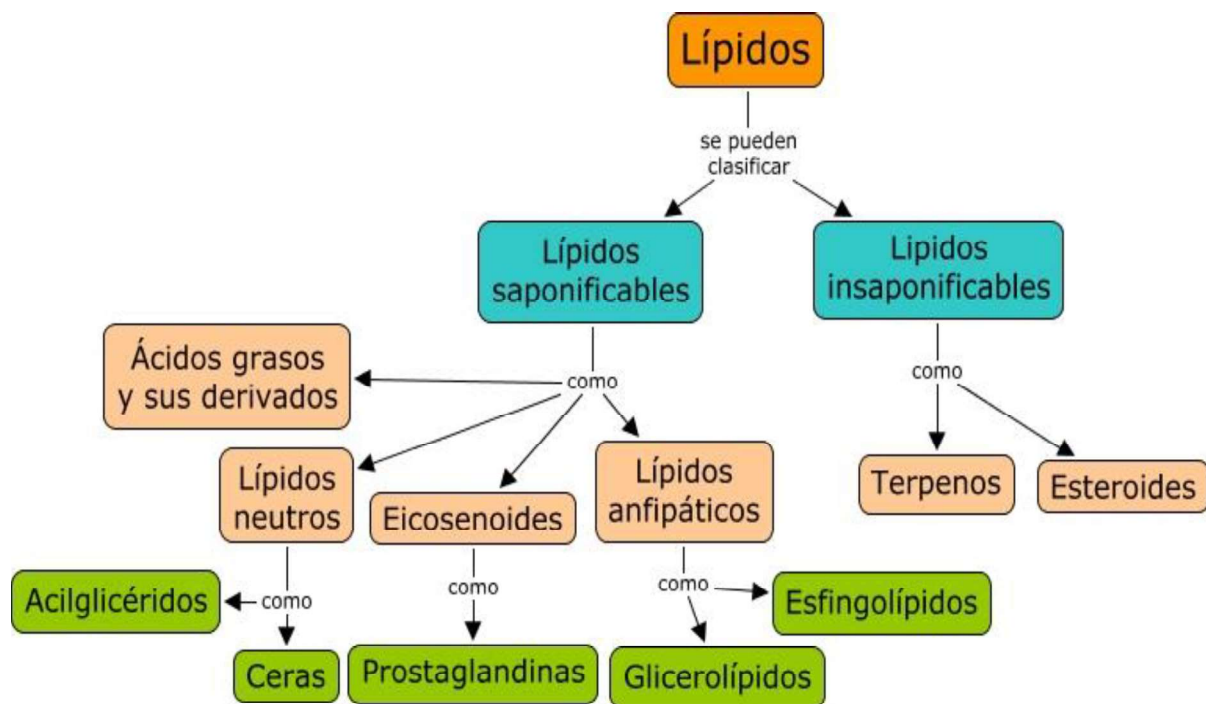 Lípidos
se pueden
clasificar
Lípidos
saponificables
Lipidos
insaponificables
Ácidos grasos
y sus derivados
como
como
Lípidos
neutros
Eicosenoides
Lípidos
anfipáticos
Terpenos
Esteroides
Acilglicéridos
como
como
como
Esfingolípidos
Ceras
Prostaglandinas
Glicerolípidos